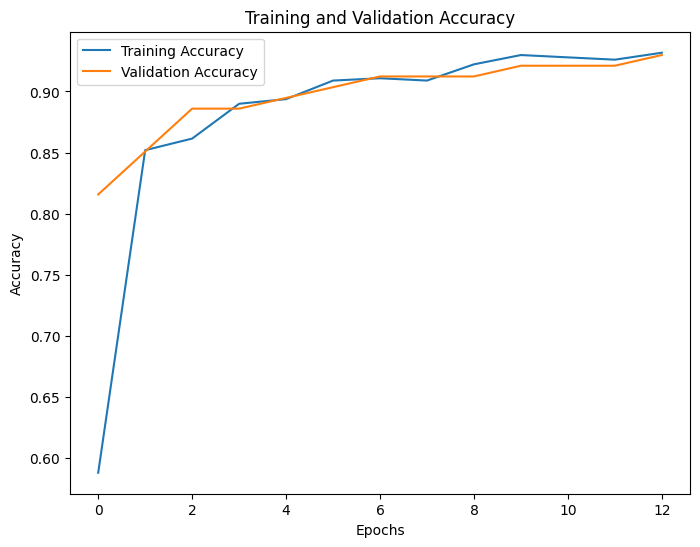 Training and Validation Accuracy
Training Accuracy
Validation Accuracy
Accuracy
0.90
0.85
0.80
0.75
0.70
0.65
0.60
0 2 4 6 8 10 12
Epochs